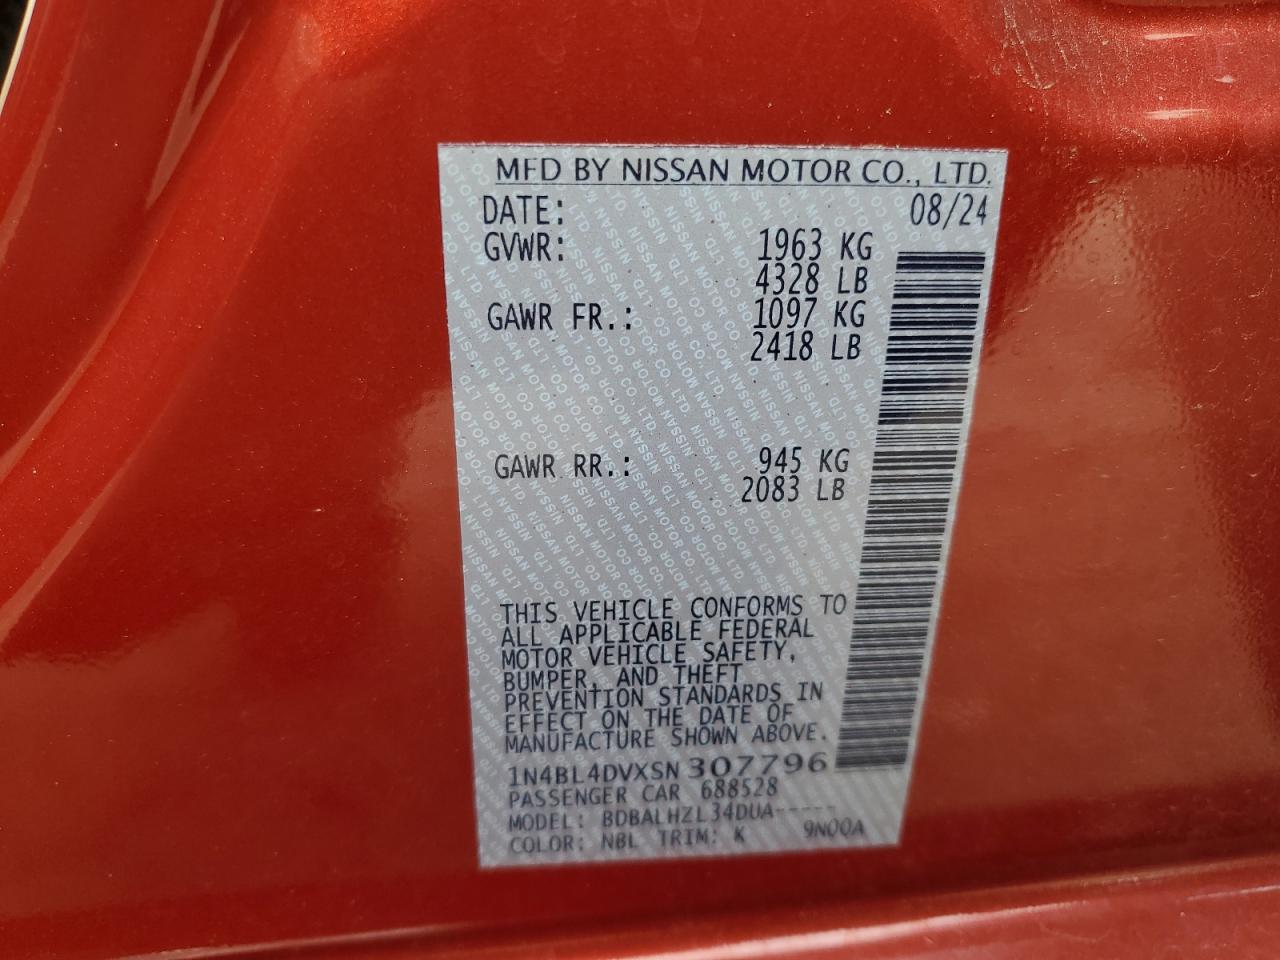 MFD BY NISSAN MOTOR CO., LTD.
DATE: 08/24
GVWR: 1963 KG
4328 LB
GAWR FR.: 1097 KG
2418 LB
GAWR RR.: 945 KG
2083 LB
THIS VEHICLE CONFORMS TO
ALL APPLICABLE FEDERAL
MOTOR VEHICLE SAFETY,
BUMPER, AND THEFT
PREVENTION STANDARDS IN
EFFECT ON THE DATE OF
MANUFACTURE SHOWN ABOVE.
1N4BL4DVXSN307796
PASSENGER CAR 688528
MODEL: BDBALHZL34DUA-----
COLOR: NBL TRIM: K 9N00A